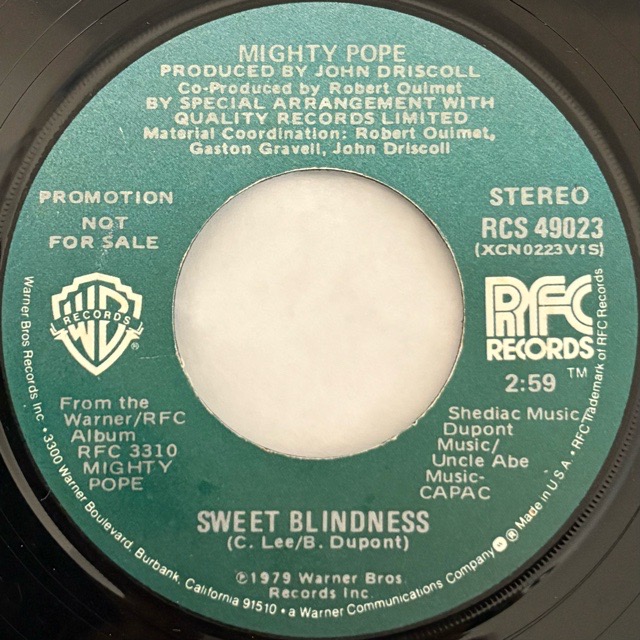 MIGHTY POPE
PRODUCED BY JOHN DRISCOLL
Co-Produced by Robert Ouimet
BY SPECIAL ARRANGEMENT WITH
QUALITY RECORDS LIMITED
Material Coordination: Robert Ouimet,
Gaston Gravell, John Driscoll
PROMOTION
NOT
FOR SALE
STEREO
RCS 49023
(XCN0223V1S)
WB
RECORDS
®
RFC
RECORDS
TM
2:59
From the
Warner/RFC
Album
RFC 3310
MIGHTY
POPE
Shediac Music/
Dupont
Music/
Uncle Abe
Music-
CAPAC
SWEET BLINDNESS
(C. Lee/B. Dupont)
℗©1979 Warner Bros.
Records Inc.
Warner Bros Records Inc. • 3300 Warner Boulevard, Burbank, California 91510 • a Warner Communications Company ® Made in U.S.A. • RFC Trademark of RFC Records